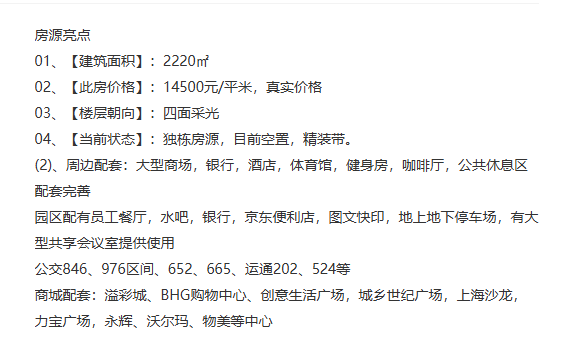 房源亮点
01、【建筑面积】：2220㎡
02、【此房价格】：14500元/平米，真实价格
03、【楼层朝向】：四面采光
04、【当前状态】：独栋房源，目前空置，精装带。
(2)、周边配套：大型商场，银行，酒店，体育馆，健身房，咖啡厅，公共休息区
配套完善
园区配有员工餐厅，水吧，银行，京东便利店，图文快印，地上地下停车场，有大
型共享会议室提供使用
公交846、976区间、652、665、运通202、524等
商城配套：溢彩城、BHG购物中心、创意生活广场，城乡世纪广场，上海沙龙，
力宝广场，永辉、沃尔玛、物美等中心